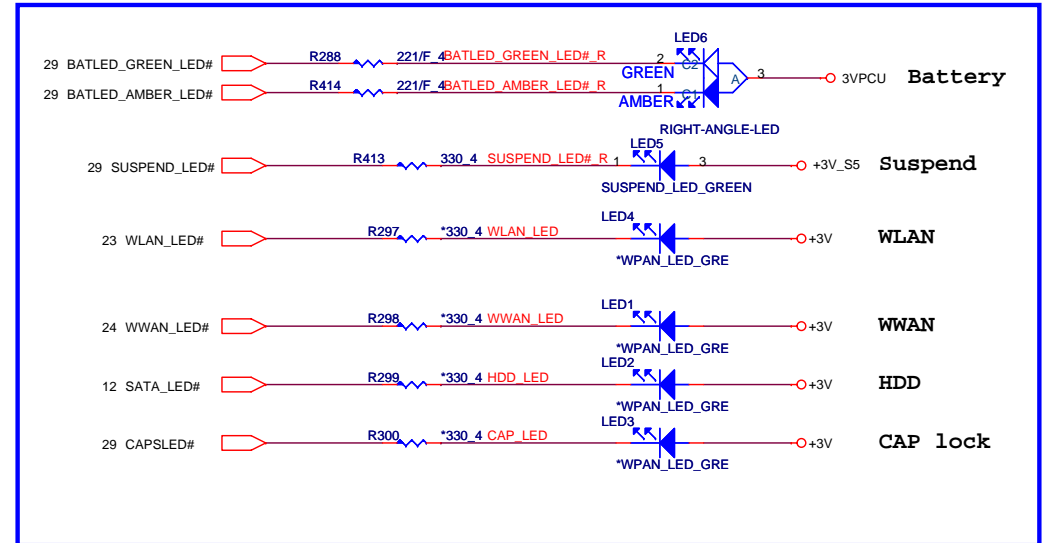 LED6
29 BATLED_GREEN_LED# R288 221/F_4 BATLED_GREEN_LED#_R 2 C2 GREEN
A 3 3VPCU Battery
29 BATLED_AMBER_LED# R414 221/F_4 BATLED_AMBER_LED#_R 1 C1 AMBER
RIGHT-ANGLE-LED
LED5
29 SUSPEND_LED# R413 330_4 SUSPEND_LED#_R 1 3 +3V_S5 Suspend
SUSPEND_LED_GREEN
LED4
23 WLAN_LED# R297 *330_4 WLAN_LED +3V WLAN
*WPAN_LED_GRE
LED1
24 WWAN_LED# R298 *330_4 WWAN_LED +3V WWAN
*WPAN_LED_GRE
LED2
12 SATA_LED# R299 *330_4 HDD_LED +3V HDD
*WPAN_LED_GRE
LED3
29 CAPSLED# R300 *330_4 CAP_LED +3V CAP lock
*WPAN_LED_GRE